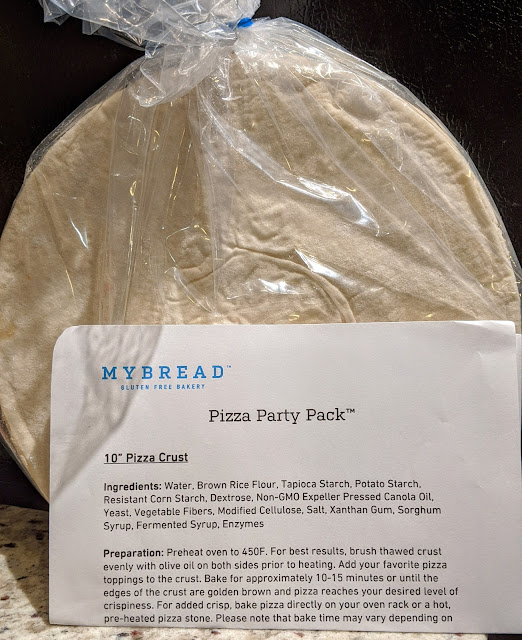 MYBREAD™
GLUTEN FREE BAKERY
Pizza Party Pack™
10" Pizza Crust
Ingredients: Water, Brown Rice Flour, Tapioca Starch, Potato Starch,
Resistant Corn Starch, Dextrose, Non-GMO Expeller Pressed Canola Oil,
Yeast, Vegetable Fibers, Modified Cellulose, Salt, Xanthan Gum, Sorghum
Syrup, Fermented Syrup, Enzymes
Preparation: Preheat oven to 450F. For best results, brush thawed crust
evenly with olive oil on both sides prior to heating. Add your favorite pizza
toppings to the crust. Bake for approximately 10-15 minutes or until the
edges of the crust are golden brown and pizza reaches your desired level of
crispiness. For added crisp, bake pizza directly on your oven rack or a hot,
pre-heated pizza stone. Please note that bake time may vary depending on